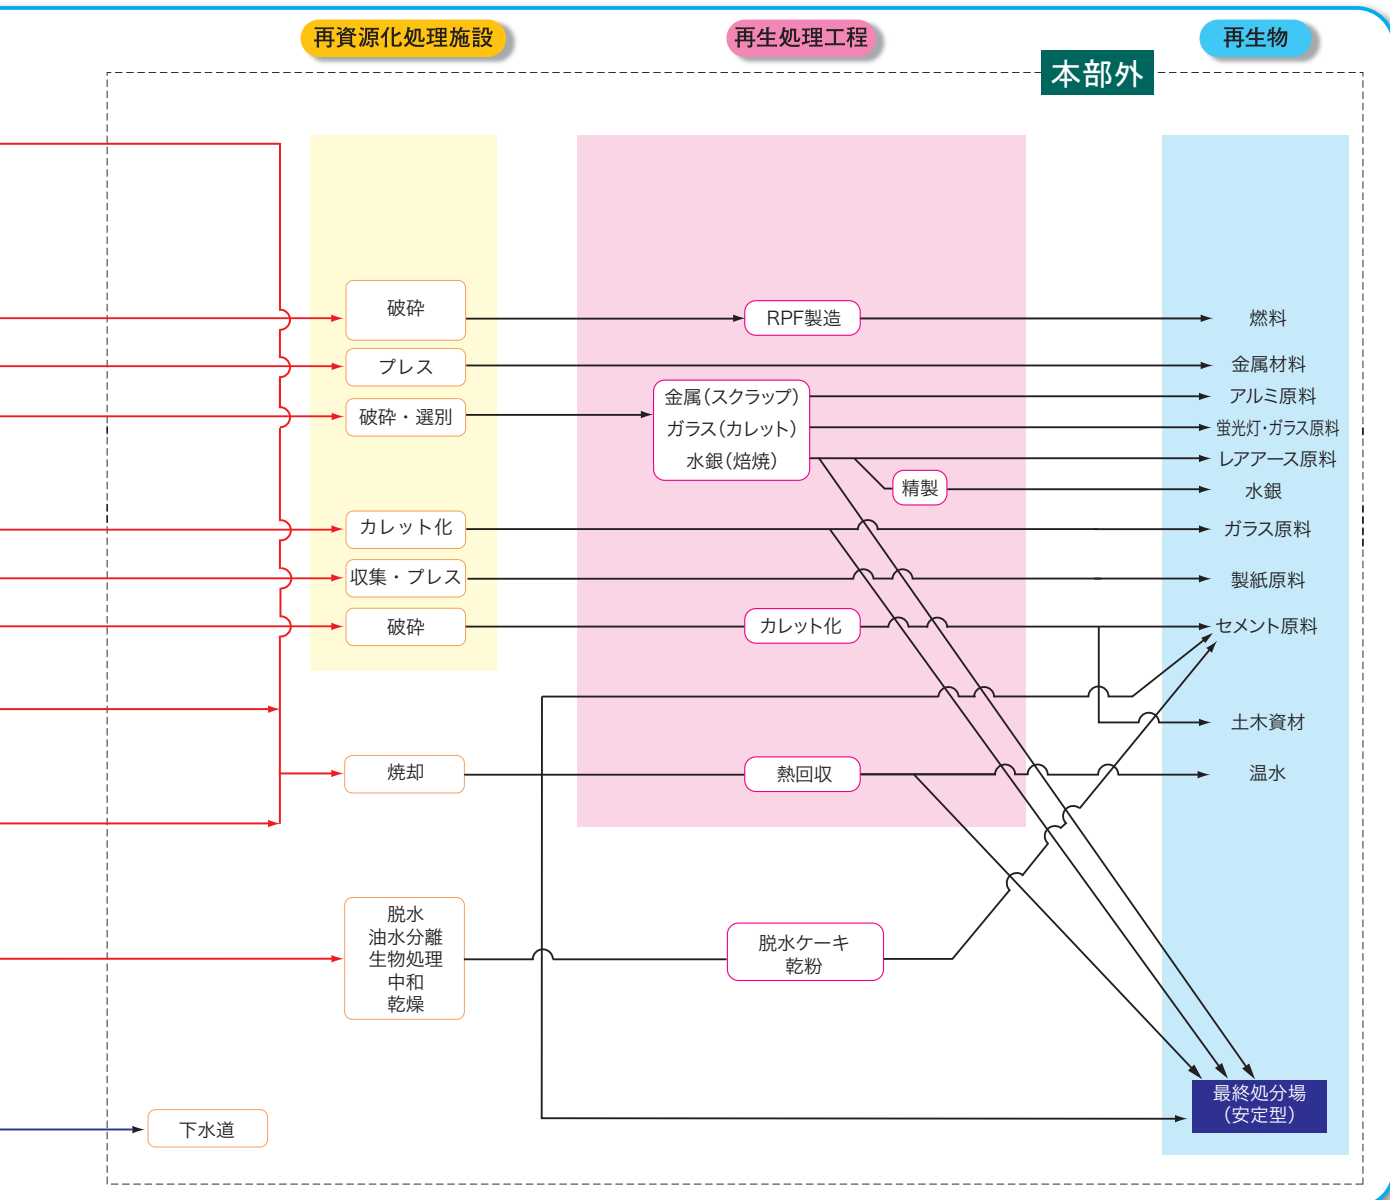 再資源化処理施設
再生処理工程
再生物
本部外
破砕
RPF製造
燃料
プレス
金属材料
破砕・選別
金属(スクラップ)
ガラス(カレット)
水銀(焙焼)
アルミ原料
蛍光灯・ガラス原料
レアアース原料
精製
水銀
カレット化
ガラス原料
収集・プレス
製紙原料
破砕
カレット化
セメント原料
土木資材
焼却
熱回収
温水
脱水
油水分離
生物処理
中和
乾燥
脱水ケーキ
乾粉
最終処分場
(安定型)
下水道